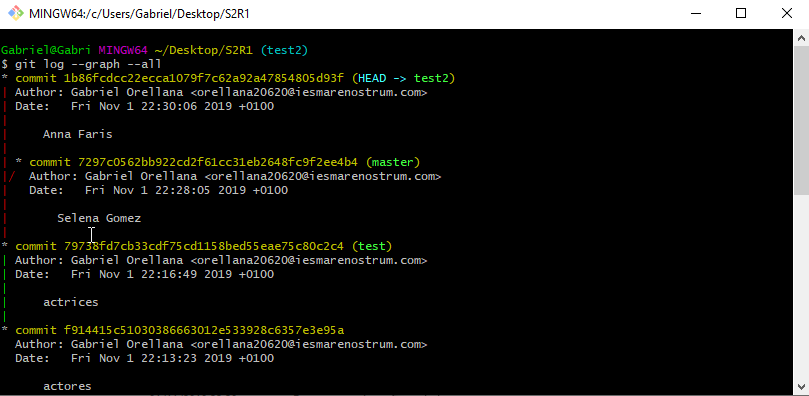 MINGW64:/c/Users/Gabriel/Desktop/S2R1
Gabriel@Gabri MINGW64 ~/Desktop/S2R1 (test2)
$ git log --graph --all
* commit 1b86fcdcc22ecca1079f7c62a92a47854805d93f (HEAD -> test2)
| Author: Gabriel Orellana <orellana20620@iesmarenostrum.com>
| Date:   Fri Nov 1 22:30:06 2019 +0100
|
|     Anna Faris
|
| * commit 7297c0562bb922cd2f61cc31eb2648fc9f2ee4b4 (master)
|/  Author: Gabriel Orellana <orellana20620@iesmarenostrum.com>
|   Date:   Fri Nov 1 22:28:05 2019 +0100
|
|       Selena Gomez
|
* commit 79738fd7cb33cdf75cd1158bed55eae75c80c2c4 (test)
| Author: Gabriel Orellana <orellana20620@iesmarenostrum.com>
| Date:   Fri Nov 1 22:16:49 2019 +0100
|
|     actrices
|
* commit f914415c51030386663012e533928c6357e3e95a
  Author: Gabriel Orellana <orellana20620@iesmarenostrum.com>
  Date:   Fri Nov 1 22:13:23 2019 +0100

      actores